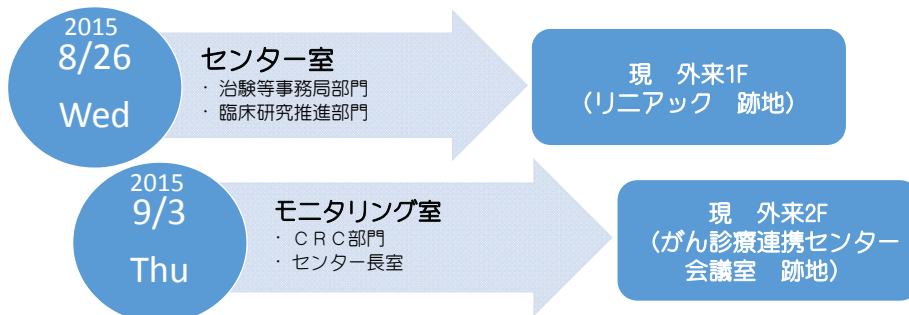 2015
8/26
Wed
センター室
・ 治験等事務局部門
・ 臨床研究推進部門
現　外来1F
（リニアック　跡地）
2015
9/3
Thu
モニタリング室
・ ＣＲＣ部門
・ センター長室
現　外来2F
（がん診療連携センター
会議室　跡地）